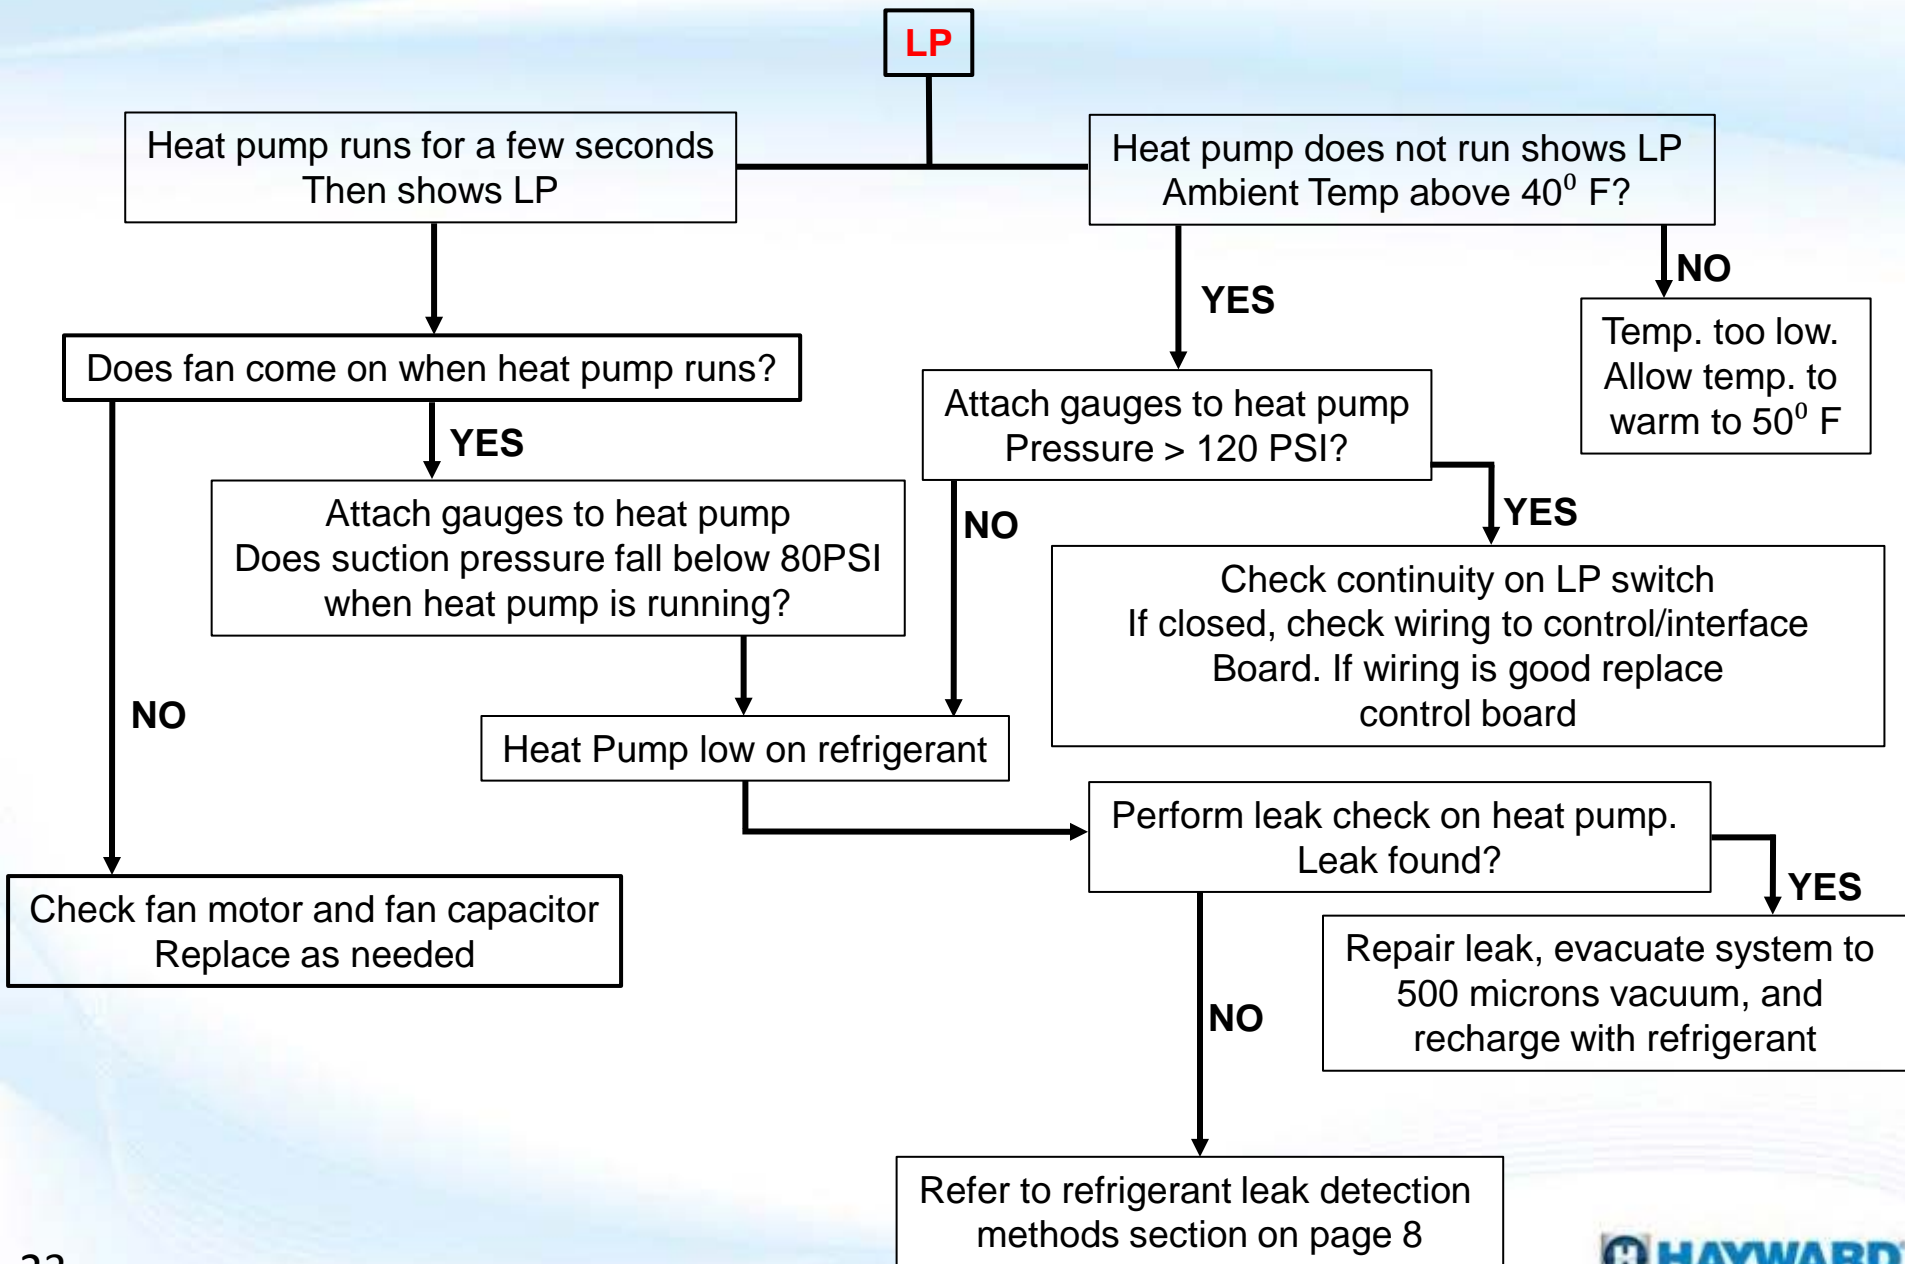 LP
Heat pump runs for a few seconds
Then shows LP
Heat pump does not run shows LP
Ambient Temp above 40⁰ F?
NO
YES
Temp. too low.
Allow temp. to
warm to 50⁰ F
Does fan come on when heat pump runs?
Attach gauges to heat pump
Pressure > 120 PSI?
YES
Attach gauges to heat pump
Does suction pressure fall below 80PSI
when heat pump is running?
NO
YES
Check continuity on LP switch
If closed, check wiring to control/interface
Board. If wiring is good replace
control board
NO
Heat Pump low on refrigerant
Perform leak check on heat pump.
Leak found?
YES
Check fan motor and fan capacitor
Replace as needed
Repair leak, evacuate system to
500 microns vacuum, and
recharge with refrigerant
NO
Refer to refrigerant leak detection
methods section on page 8
HAYWARD